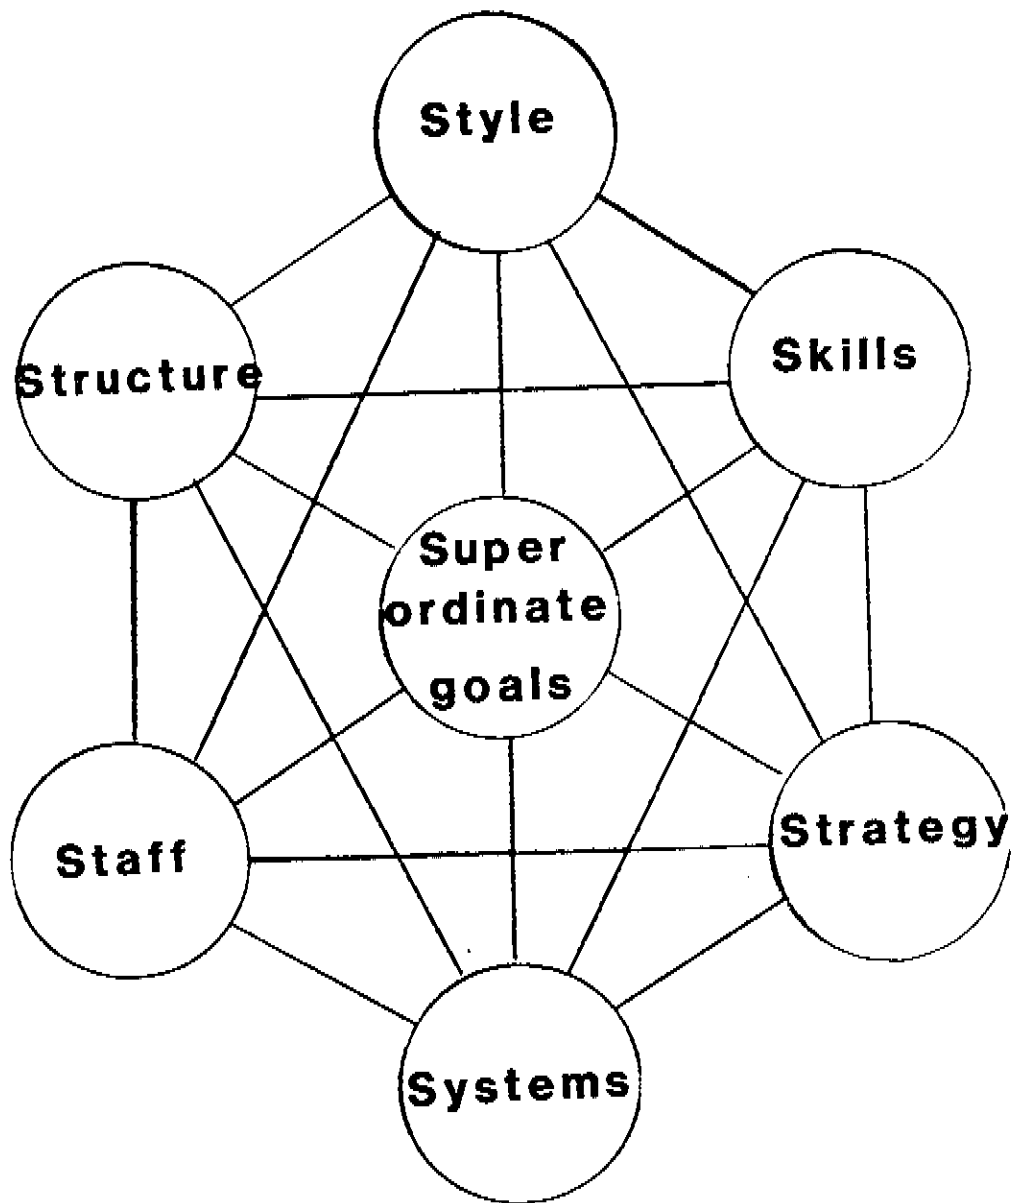 Style
Skills
Structure
Super
ordinate
goals
Strategy
Staff
Systems